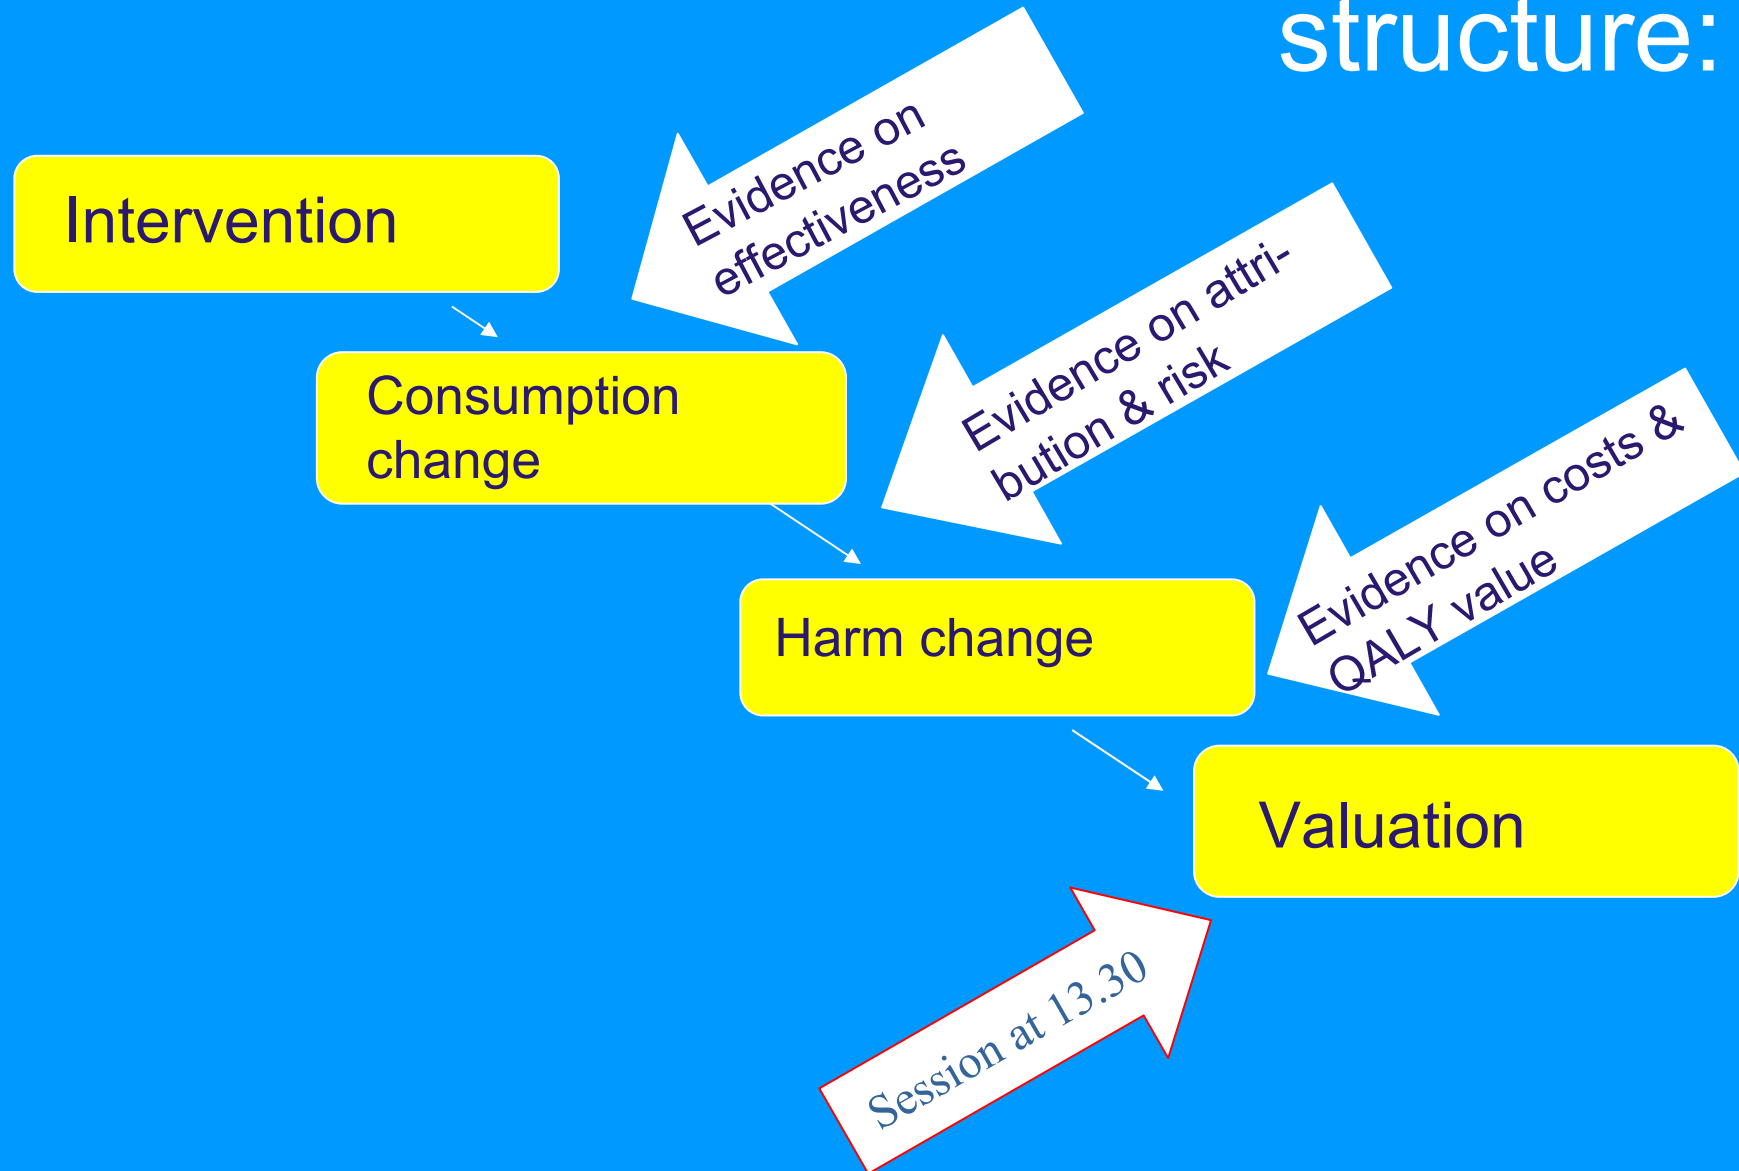 structure:
Intervention
Evidence on
effectiveness
Consumption
change
Evidence on attri-
bution & risk
Harm change
Evidence on costs &
QALY value
Valuation
Session at 13.30